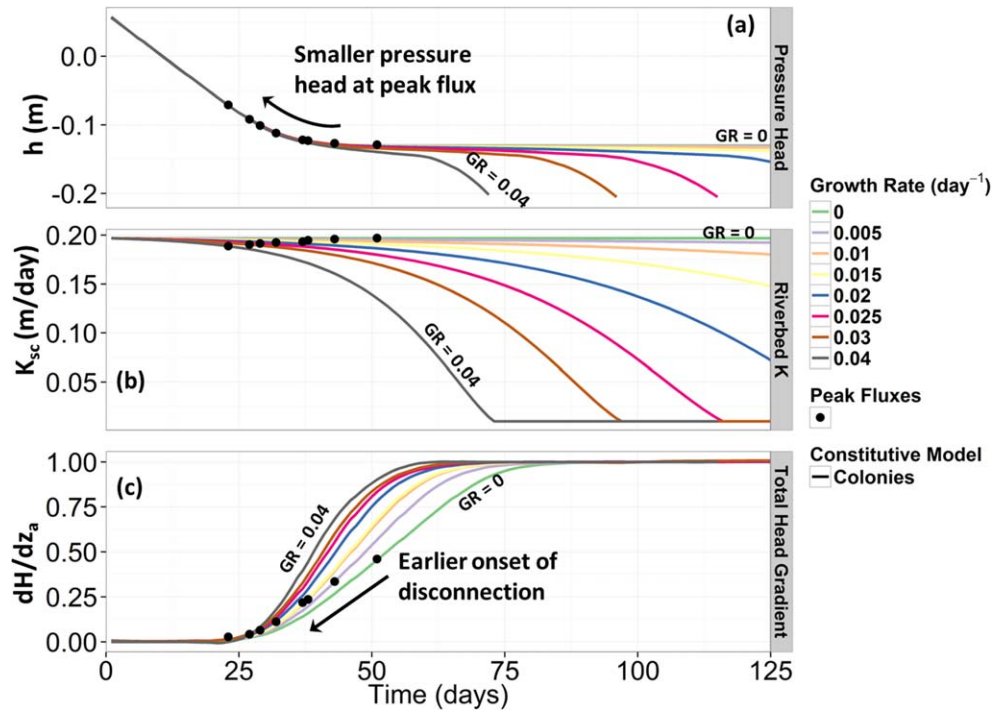 (a)
Smaller pressure
head at peak flux
GR = 0
GR = 0.04
0.0
-0.1
-0.2
h (m)
Pressure Head
GR = 0
GR = 0.04
(b)
0.20
0.15
0.10
0.05
Ksc (m/day)
Riverbed K
(c)
GR = 0.04
GR = 0
Earlier onset of
disconnection
1.00
0.75
0.50
0.25
0.00
dH/dza
Total Head Gradient
0 25 50 75 100 125
Time (days)
Growth Rate (day⁻¹)
0
0.005
0.01
0.015
0.02
0.025
0.03
0.04
Peak Fluxes
Constitutive Model
Colonies